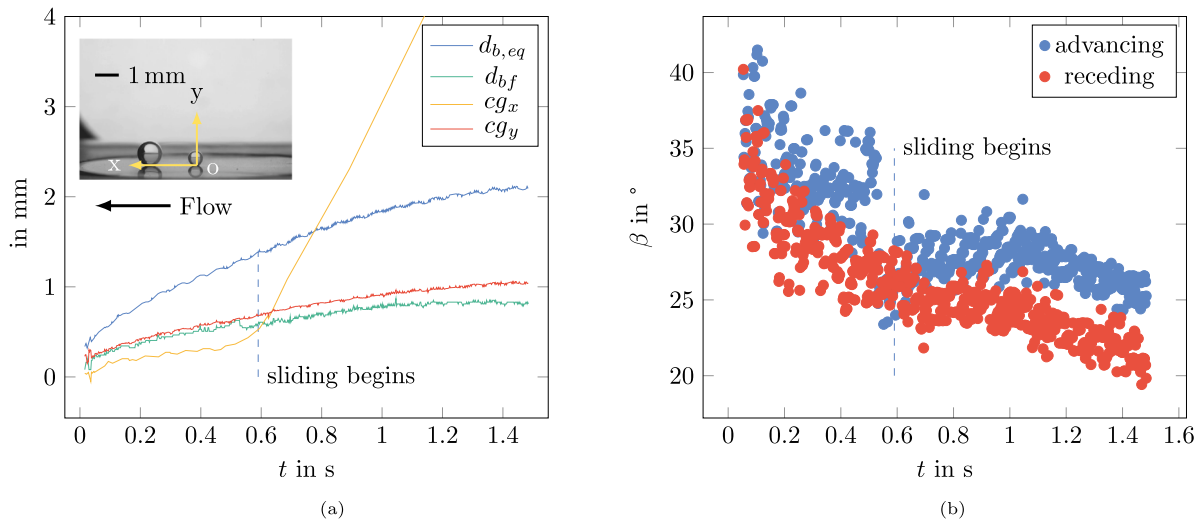 4
3
2
1
0
in mm
1 mm
y
x
o
Flow
d_{b,eq}
d_{bf}
cg_x
cg_y
sliding begins
0 0.2 0.4 0.6 0.8 1 1.2 1.4
t in s
(a)
40
35
30
25
20
β in °
advancing
receding
sliding begins
0 0.2 0.4 0.6 0.8 1 1.2 1.4 1.6
t in s
(b)